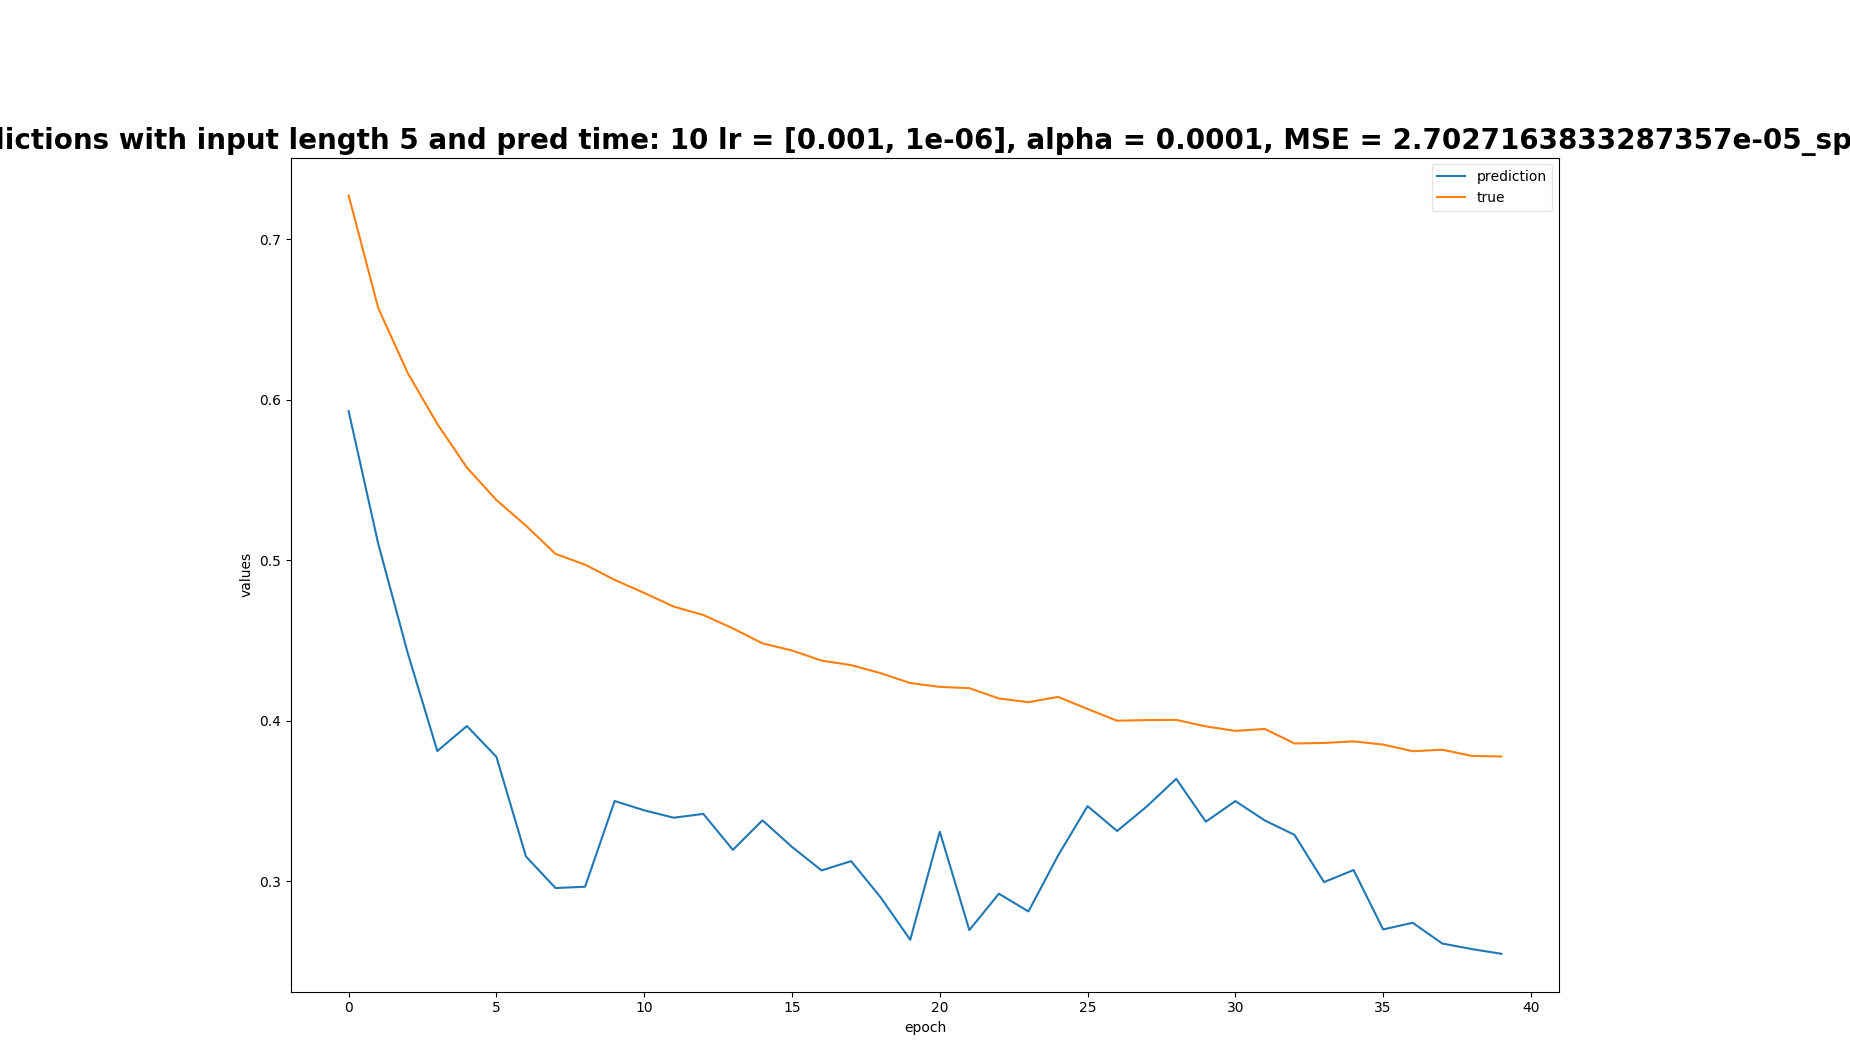 dictions with input length 5 and pred time: 10 lr = [0.001, 1e-06], alpha = 0.0001, MSE = 2.7027163833287357e-05_sp
prediction
true
0.7
0.6
0.5
0.4
0.3
values
0 5 10 15 20 25 30 35 40
epoch